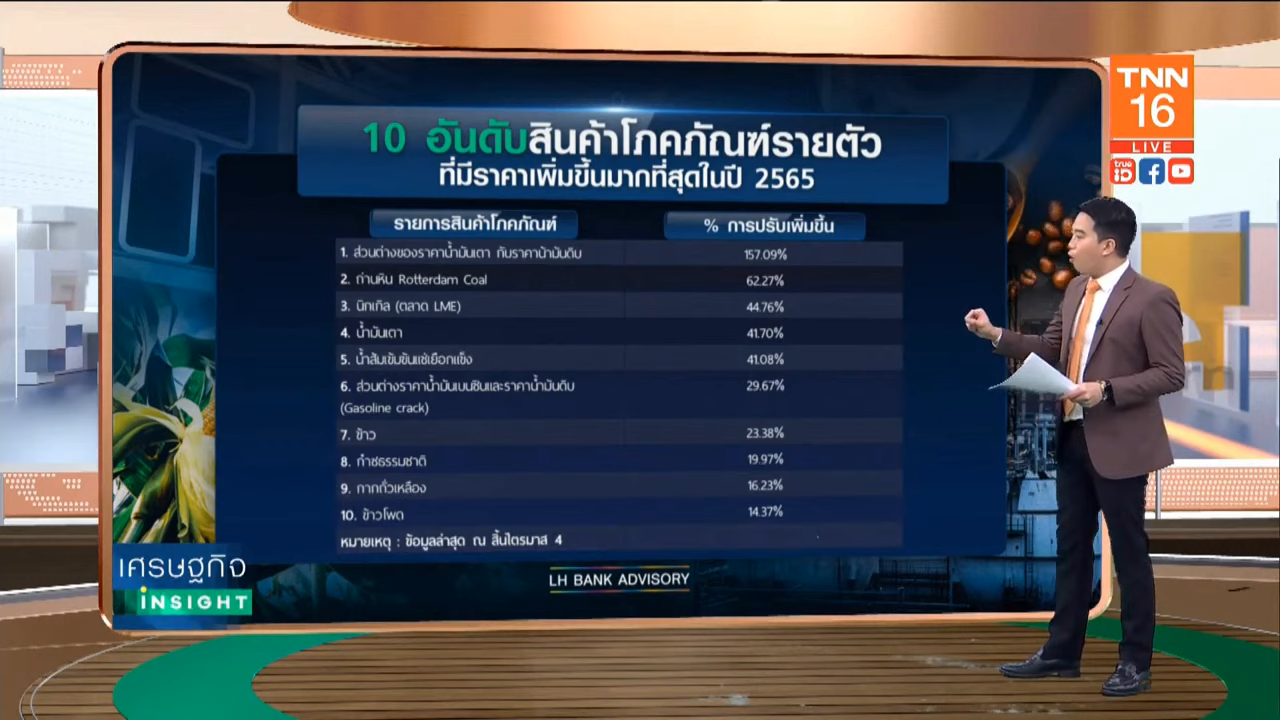 TNN
16
LIVE
true
iD
10 อันดับสินค้าโภคภัณฑ์รายตัว
ที่มีราคาเพิ่มขึ้นมากที่สุดในปี 2565
รายการสินค้าโภคภัณฑ์ % การปรับเพิ่มขึ้น
1. ส่วนต่างของราคาน้ำมันเตา กับราคาน้ามันดิบ 157.09%
2. ถ่านหิน Rotterdam Coal 62.27%
3. นิกเกิล (ตลาด LME) 44.76%
4. น้ำมันเตา 41.70%
5. น้ำส้มเข้มข้นแช่เยือกแข็ง 41.08%
6. ส่วนต่างราคาน้ำมันเบนซินและราคาน้ำมันดิบ 29.67%
(Gasoline crack)
7. ข้าว 23.38%
8. ก๊าซธรรมชาติ 19.97%
9. กากถั่วเหลือง 16.23%
10. ข้าวโพด 14.37%
หมายเหตุ : ข้อมูลล่าสุด ณ สิ้นไตรมาส 4
LH BANK ADVISORY
เศรษฐกิจ
INSIGHT